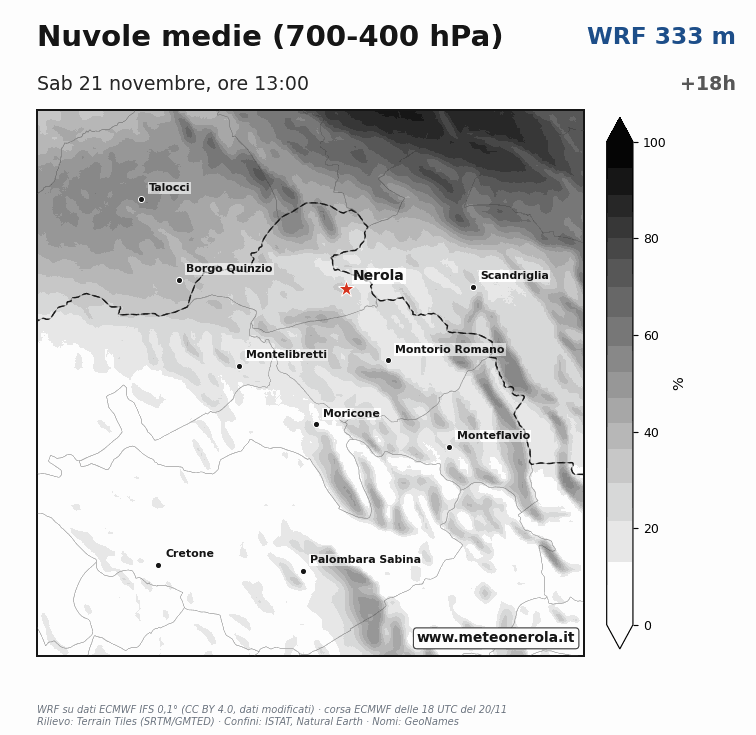 Nuvole medie (700-400 hPa)
WRF 333 m
Sab 21 novembre, ore 13:00
+18h
Talocci
Borgo Quinzio
Nerola
Scandriglia
Montelibretti
Montorio Romano
Moricone
Monteflavio
Cretone
Palombara Sabina
100
80
60
40
20
0
%
www.meteonerola.it
WRF su dati ECMWF IFS 0,1° (CC BY 4.0, dati modificati) · corsa ECMWF delle 18 UTC del 20/11
Rilievo: Terrain Tiles (SRTM/GMTED) · Confini: ISTAT, Natural Earth · Nomi: GeoNames